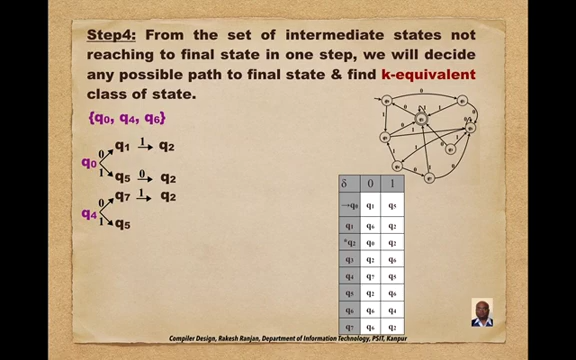 Step4: From the set of intermediate states not
reaching to final state in one step, we will decide
any possible path to final state & find k-equivalent
class of state.
{q0, q4, q6}
0 q1 1 q2
q0
1 q5 0 q2
0 q7 1 q2
q4
1 q5
δ 0 1
→q0 q1 q5
q1 q6 q2
*q2 q0 q2
q3 q2 q6
q4 q7 q5
q5 q2 q6
q6 q6 q4
q7 q6 q2
Compiler Design, Rakesh Ranjan, Department of Information Technology, PSIT, Kanpur